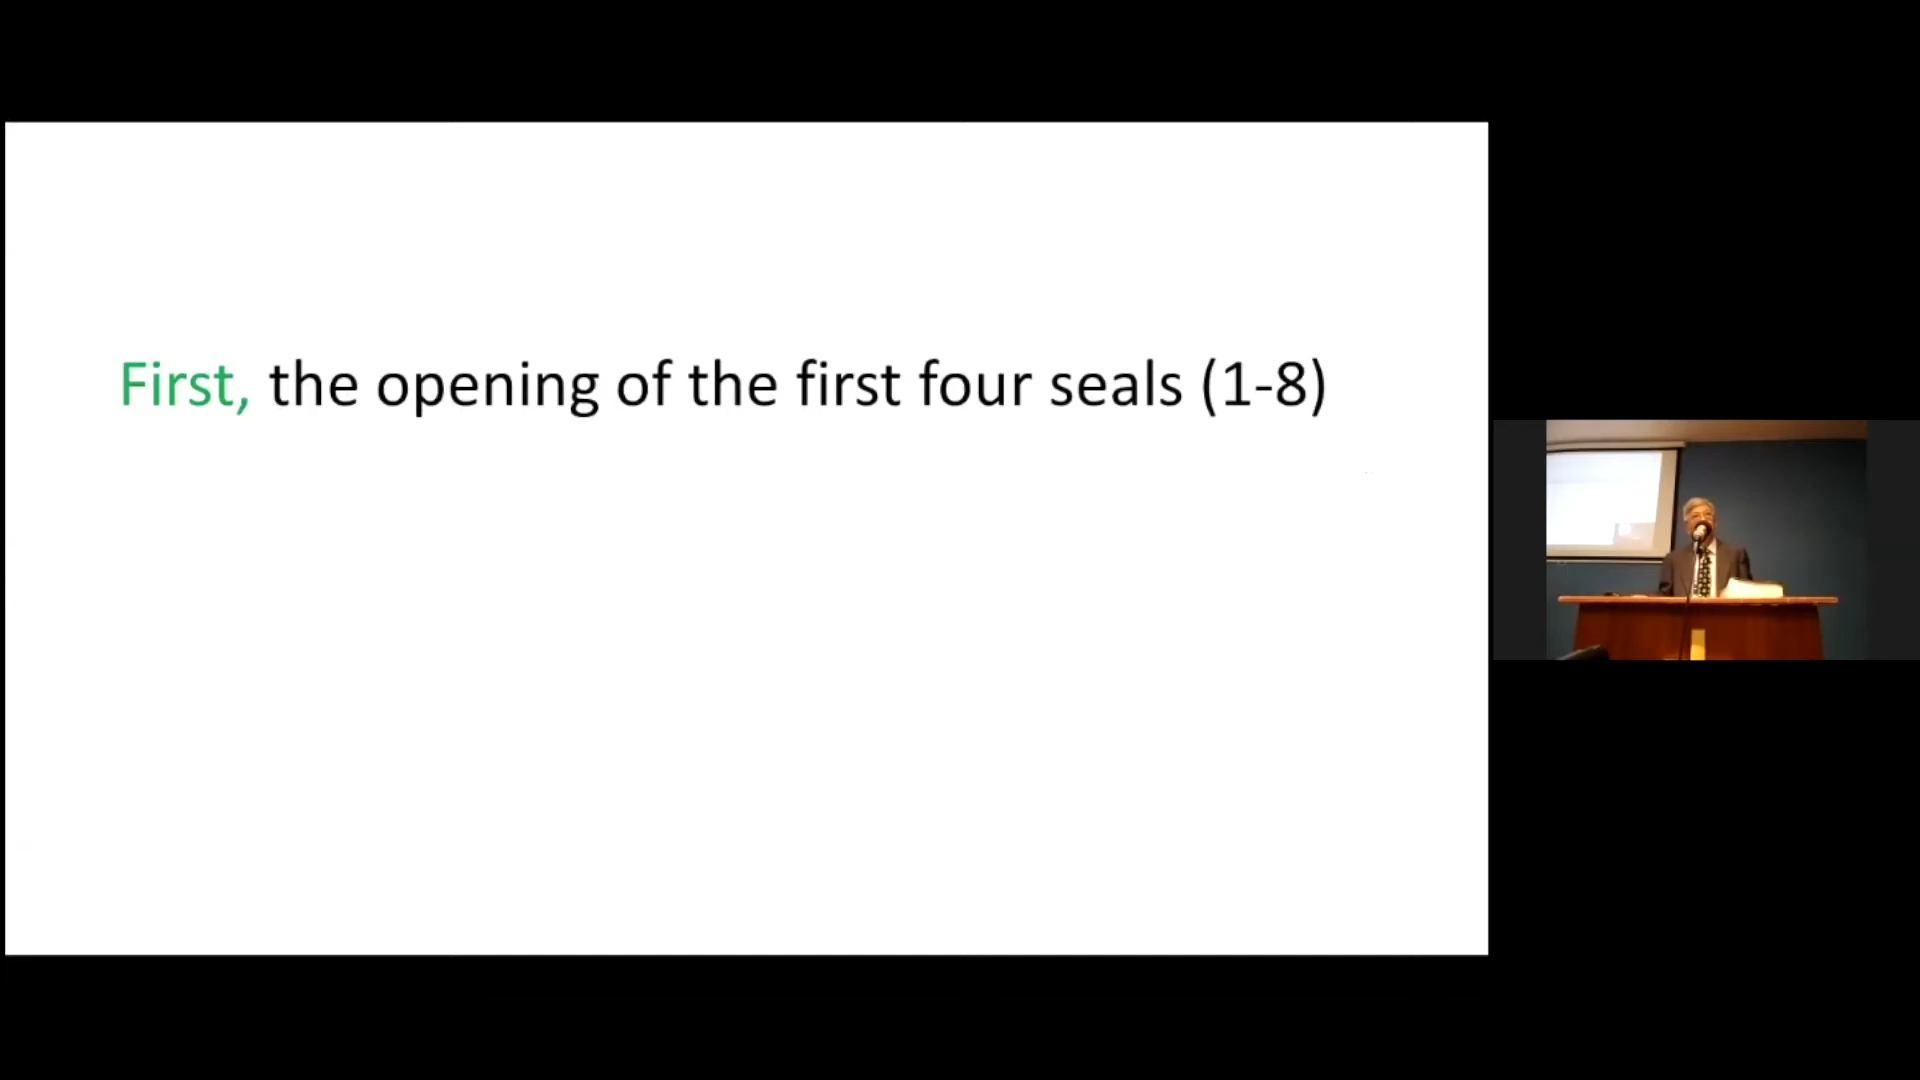 First, the opening of the first four seals (1-8)